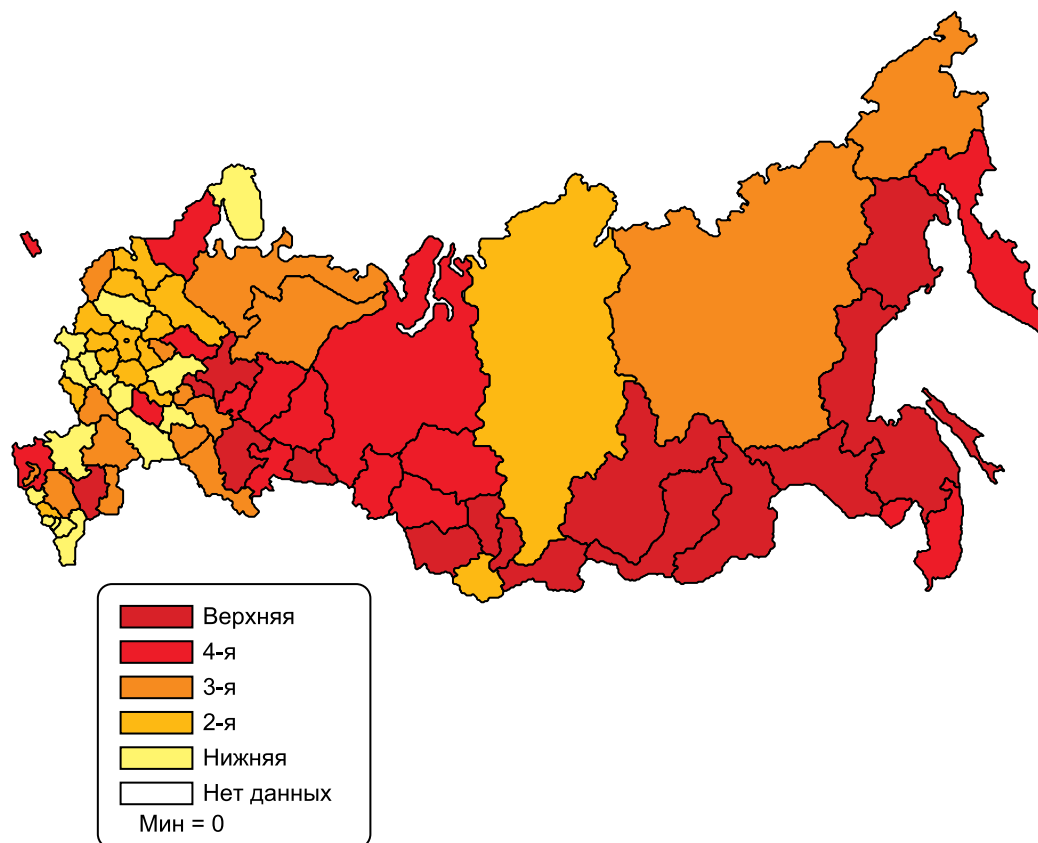 Верхняя
4-я
3-я
2-я
Нижняя
Нет данных
Мин = 0